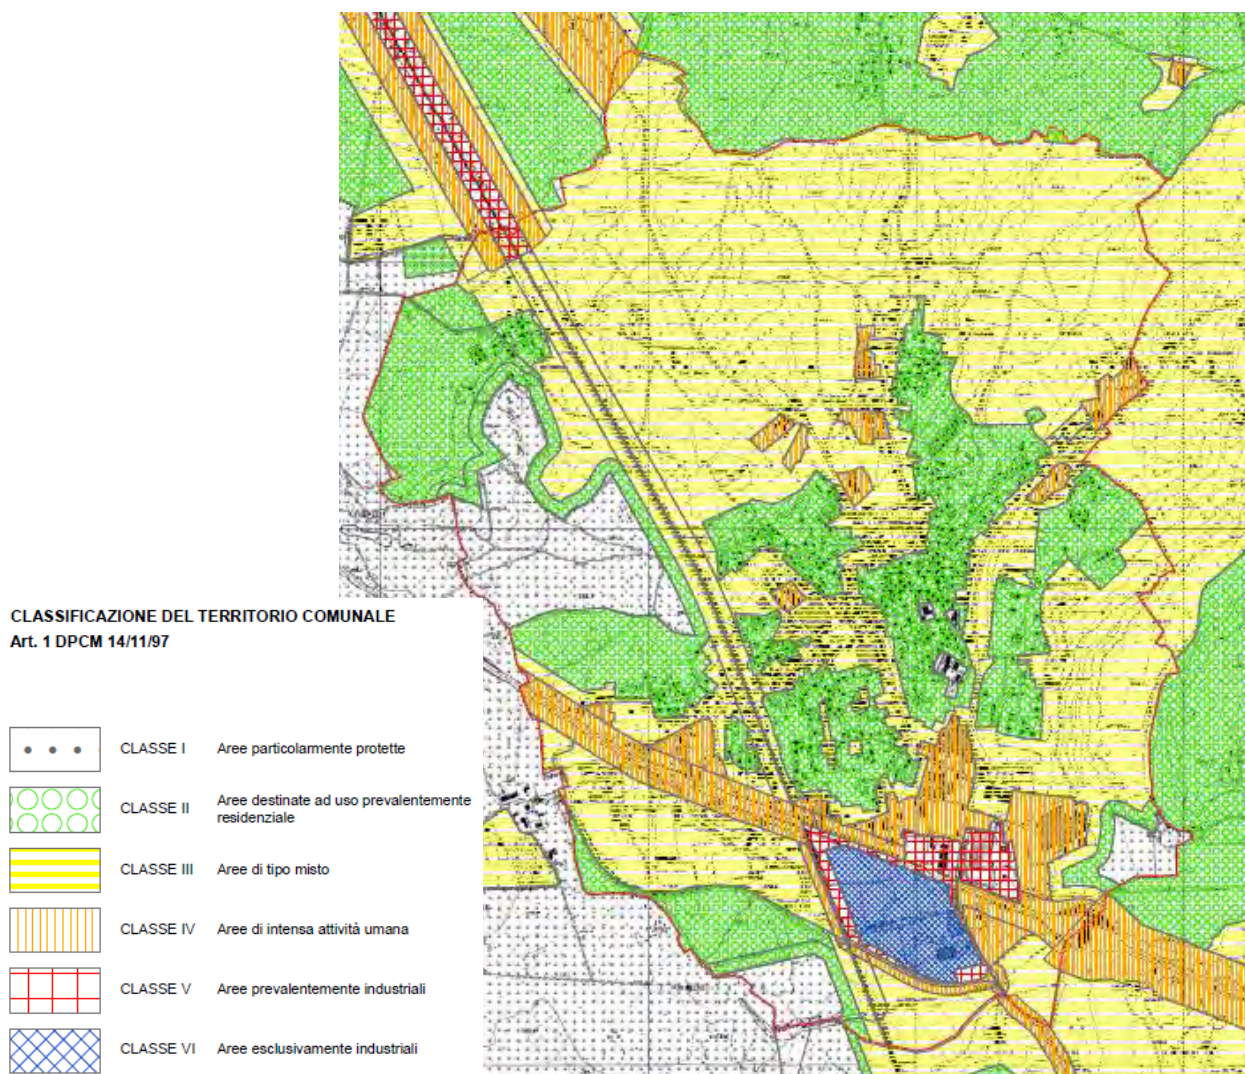 CLASSIFICAZIONE DEL TERRITORIO COMUNALE
Art. 1 DPCM 14/11/97
CLASSE I Aree particolarmente protette
CLASSE II Aree destinate ad uso prevalentemente
residenziale
CLASSE III Aree di tipo misto
CLASSE IV Aree di intensa attività umana
CLASSE V Aree prevalentemente industriali
CLASSE VI Aree esclusivamente industriali